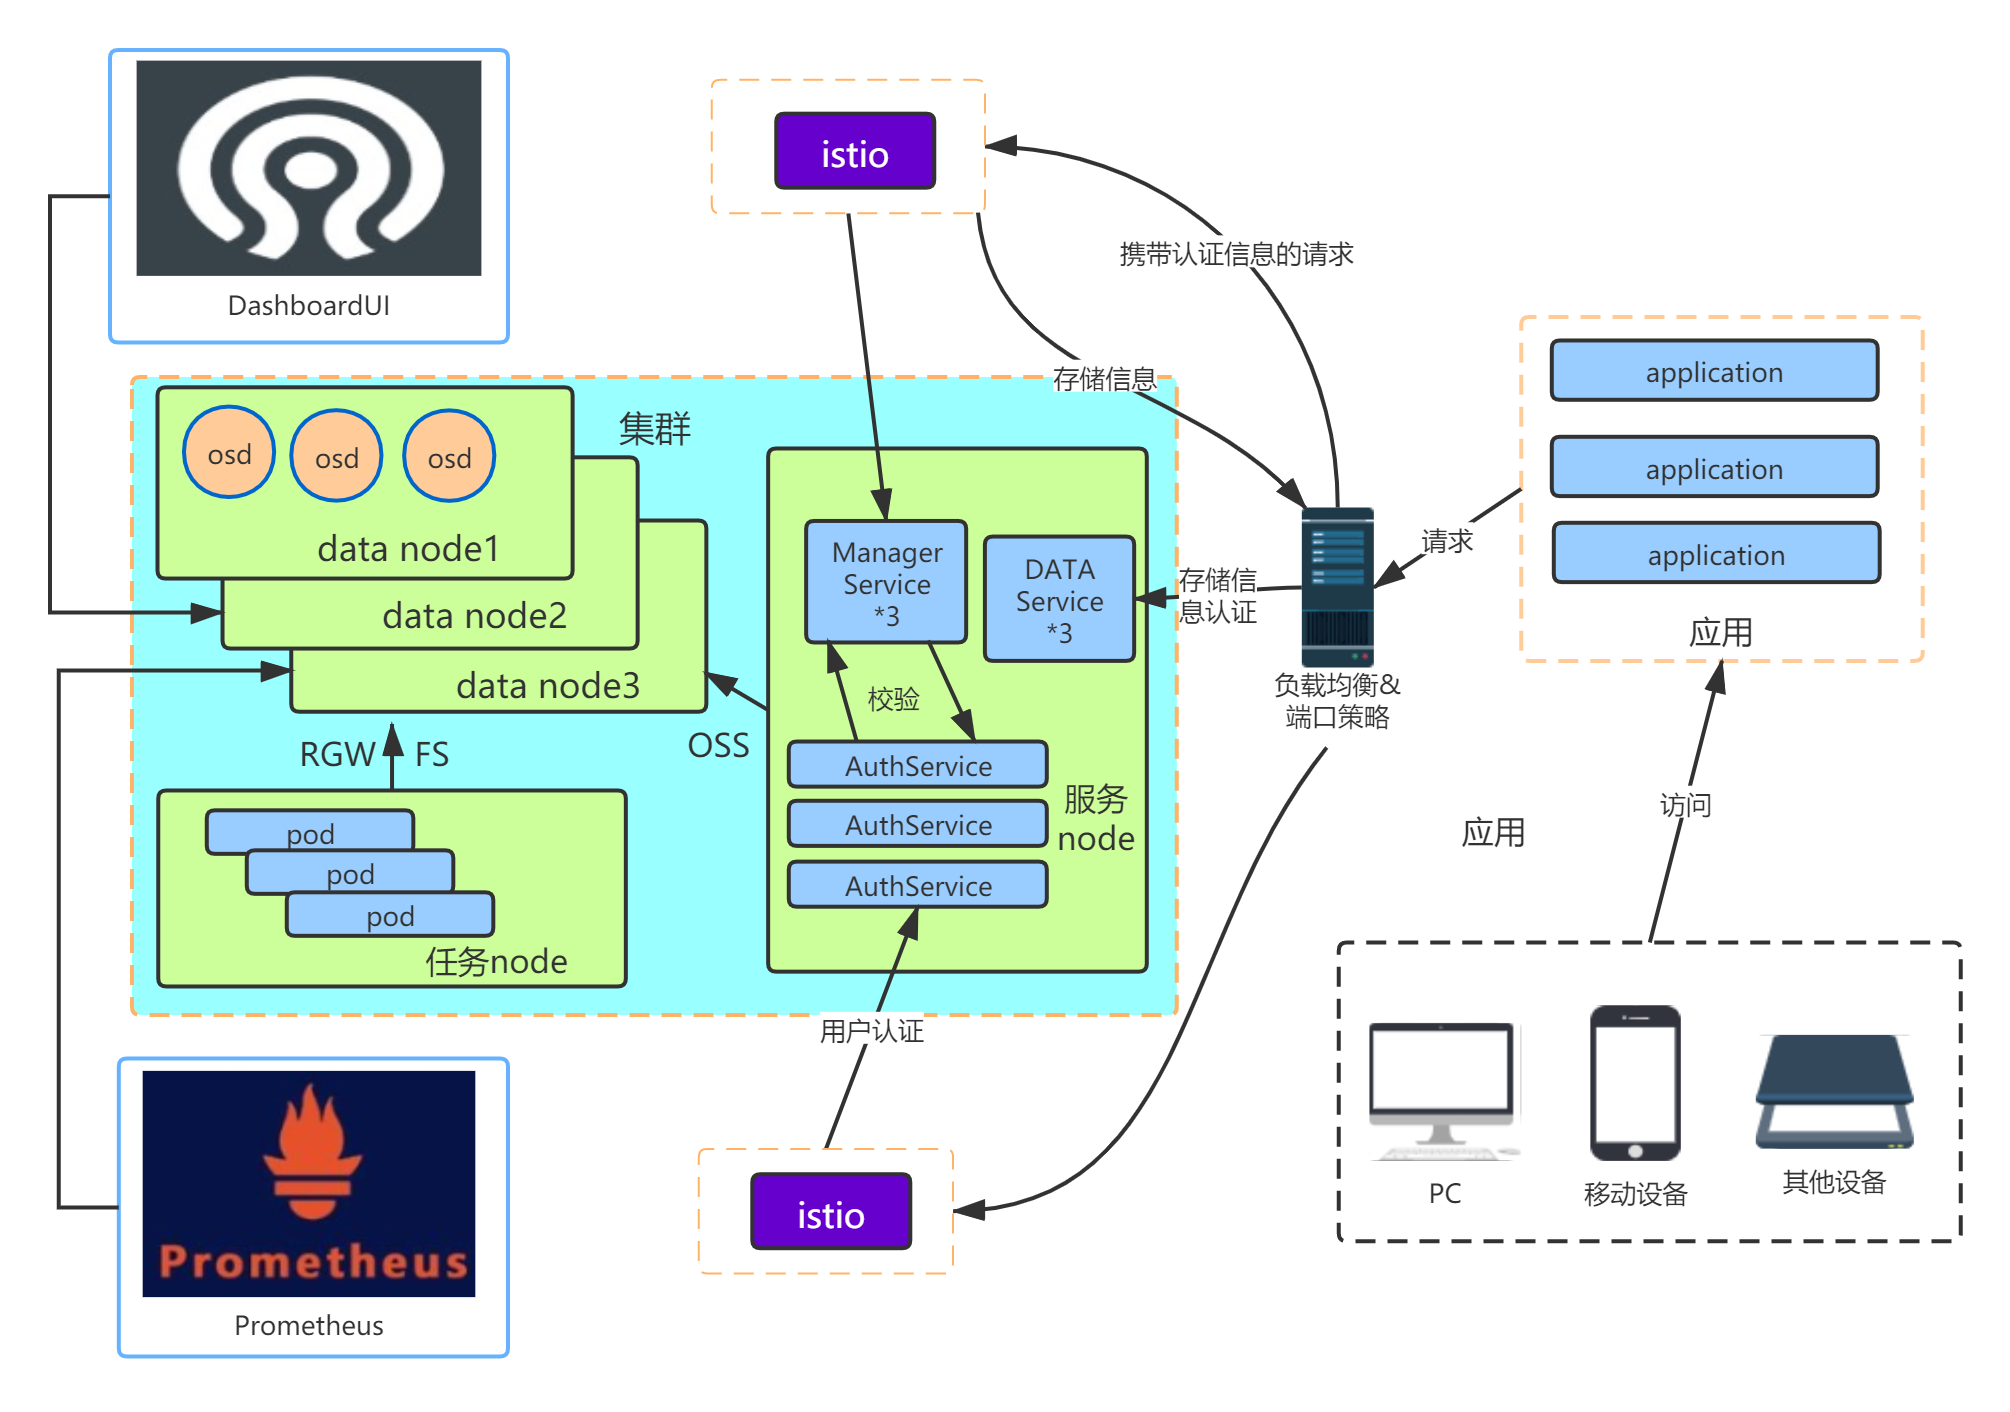 DashboardUI
istio
携带认证信息的请求
存储信息
application
application
application
应用
请求
集群
osd
osd
osd
data node1
data node2
data node3
Manager
Service
*3
DATA
Service
*3
存储信
息认证
负载均衡&
端口策略
校验
RGW
FS
OSS
AuthService
AuthService
AuthService
服务
node
pod
pod
pod
任务node
访问
应用
用户认证
istio
Prometheus
Prometheus
PC
移动设备
其他设备